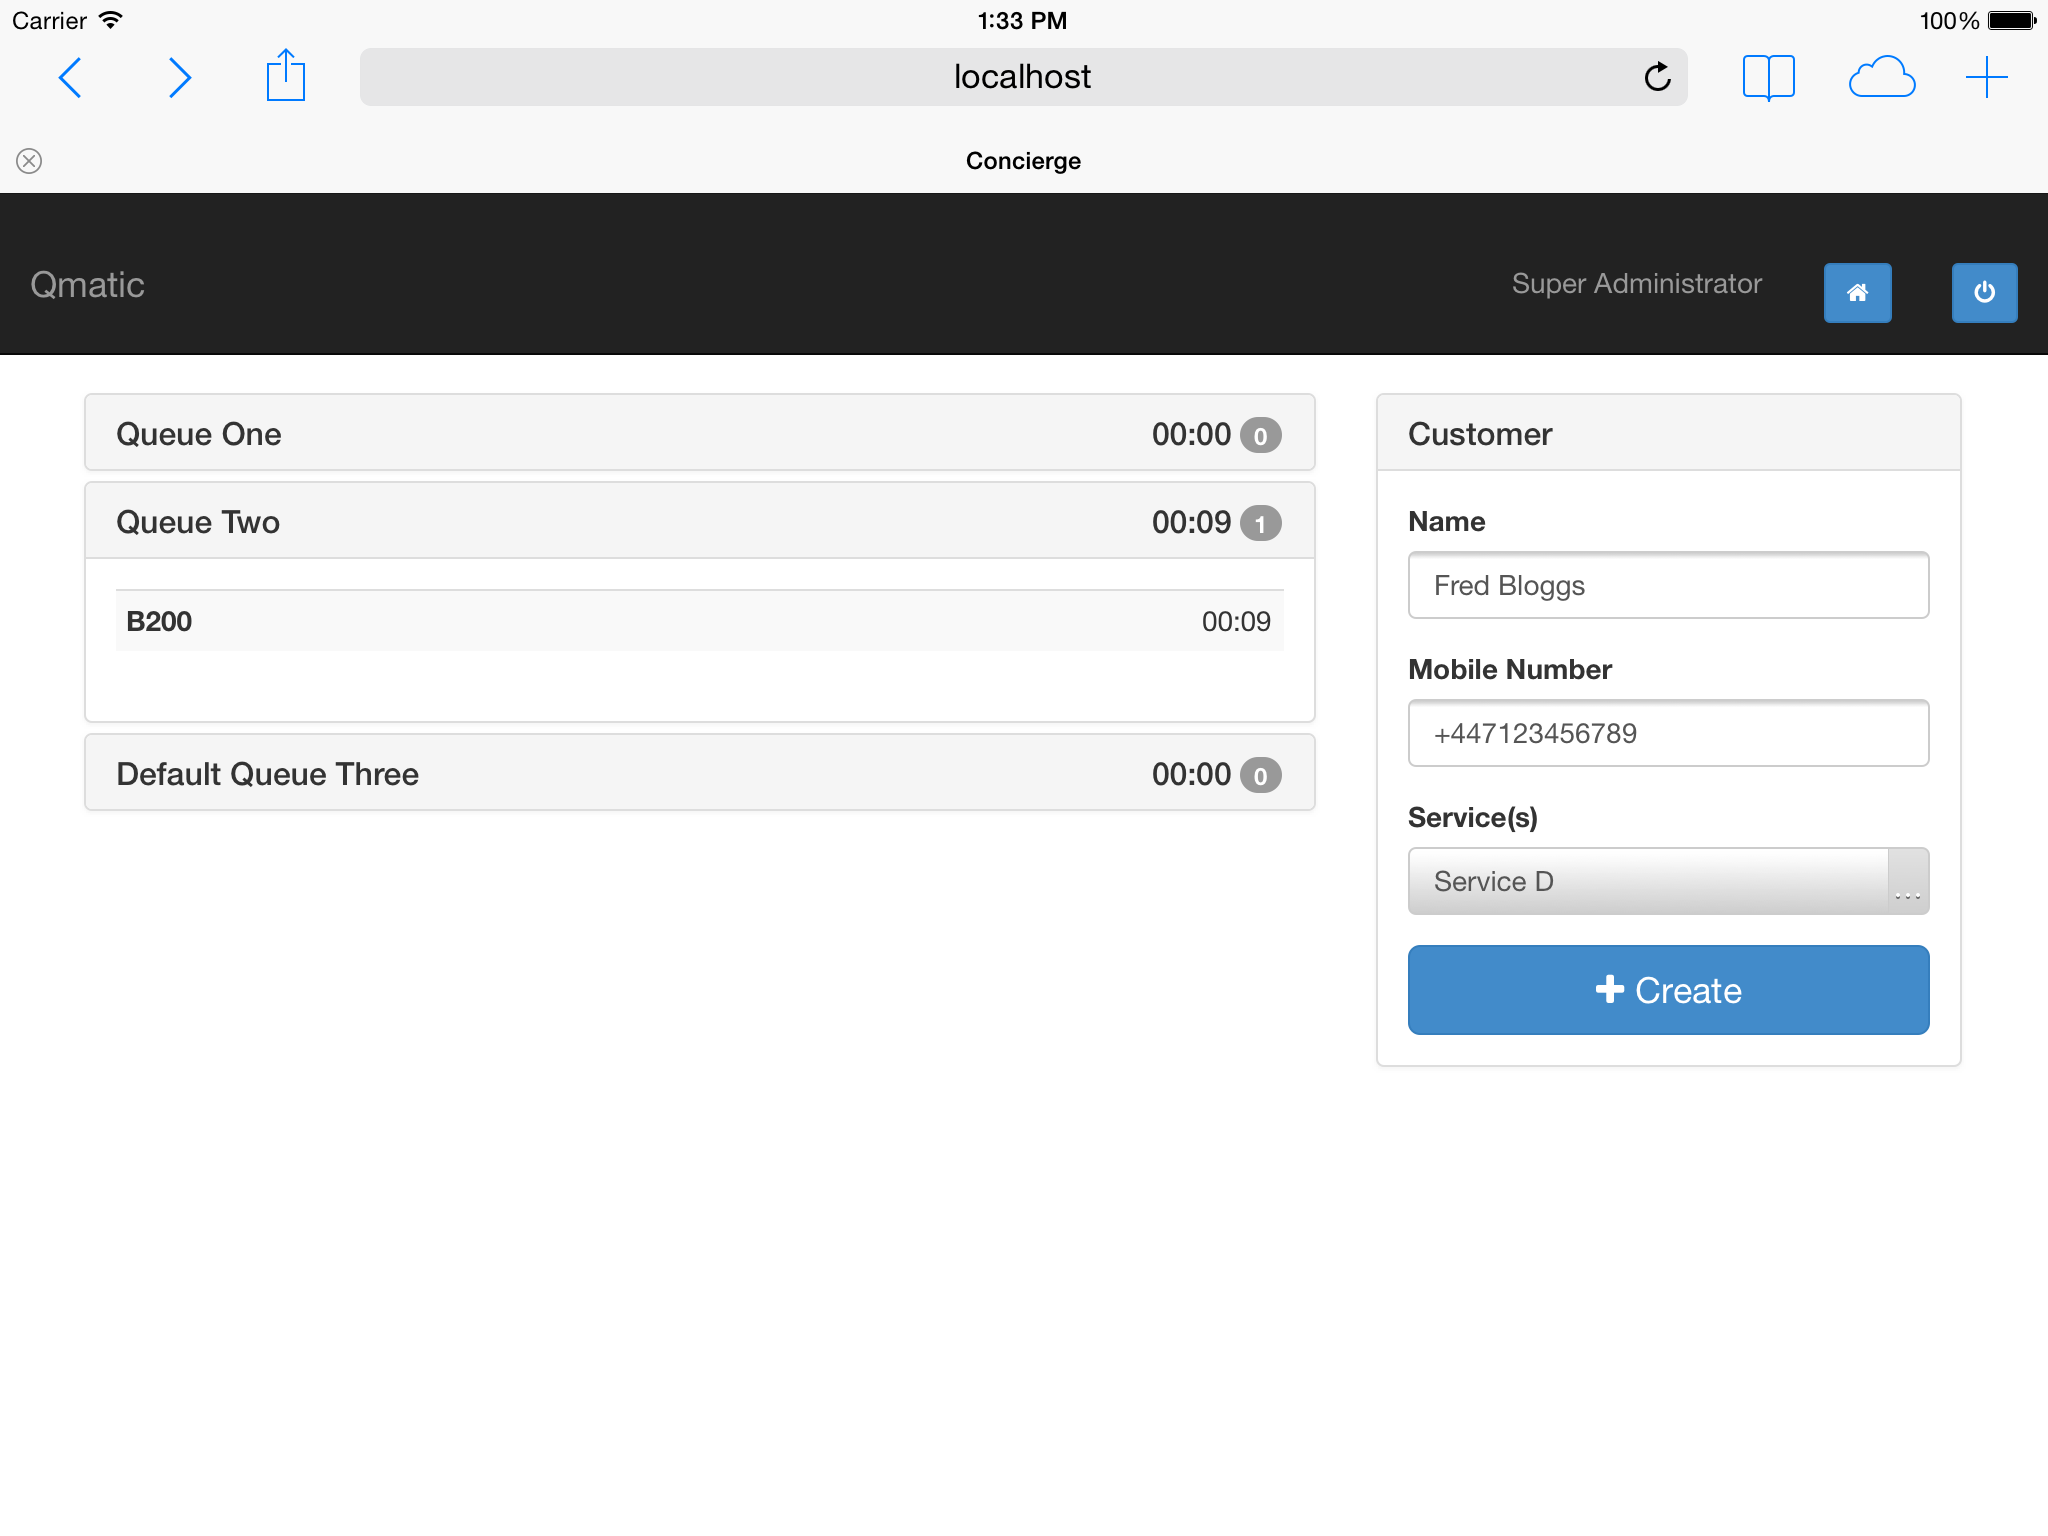 Carrier 1:33 PM 100%
localhost
Concierge
Qmatic Super Administrator
Queue One 00:00 0
Queue Two 00:09 1
B200 00:09
Default Queue Three 00:00 0
Customer
Name
Fred Bloggs
Mobile Number
+447123456789
Service(s)
Service D ...
Create